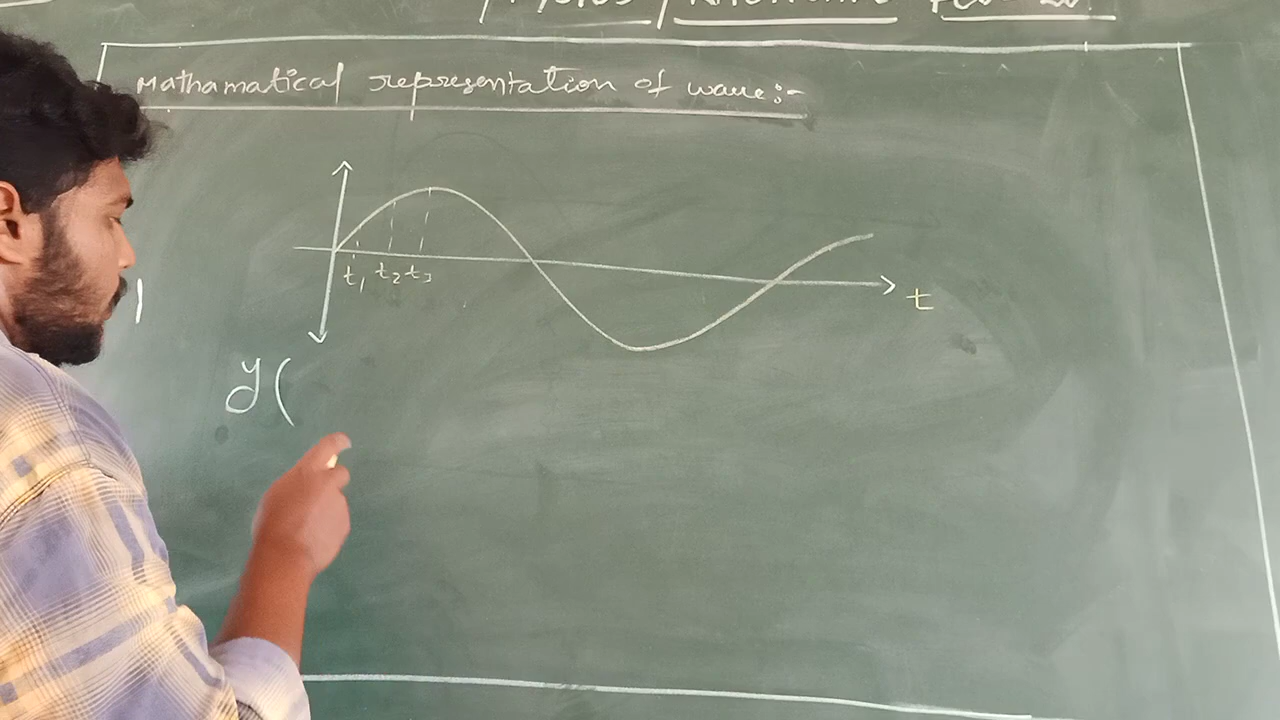 Mathamatical representation of wave:-
t₁ t₂ t₃
t
y(